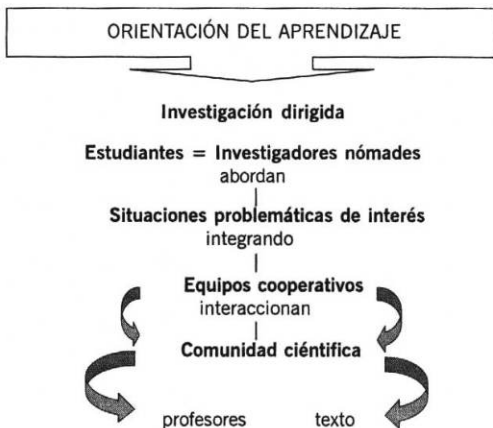 ORIENTACIÓN DEL APRENDIZAJE
Investigación dirigida
Estudiantes = Investigadores nómades
abordan
Situaciones problemáticas de interés
integrando
Equipos cooperativos
interaccionan
Comunidad ciéntifica
profesores texto